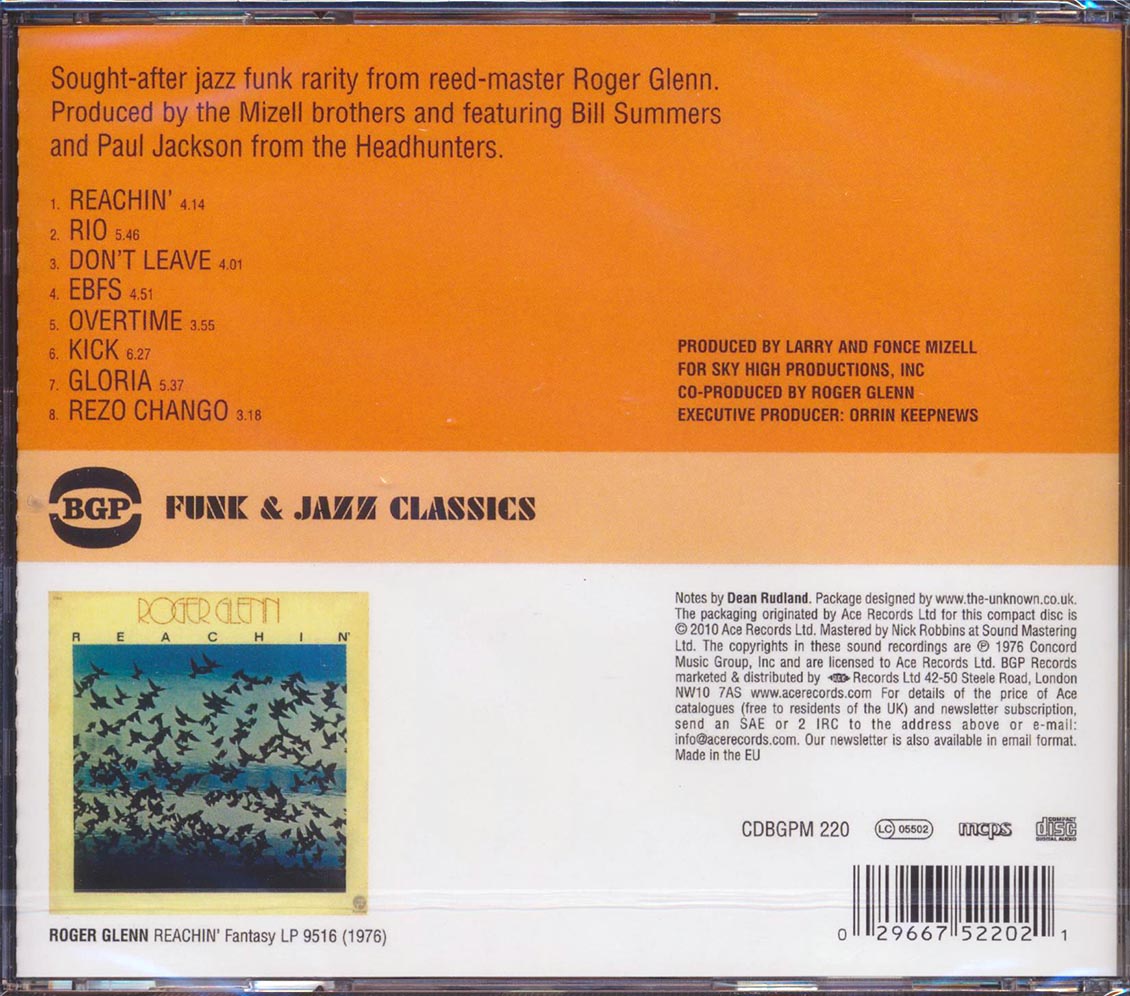 Sought-after jazz funk rarity from reed-master Roger Glenn.
Produced by the Mizell brothers and featuring Bill Summers
and Paul Jackson from the Headhunters.
1. REACHIN' 4.14
2. RIO 5.46
3. DON'T LEAVE 4.01
4. EBFS 4.51
5. OVERTIME 3.55
6. KICK 6.27
7. GLORIA 5.37
8. REZO CHANGO 3.18
PRODUCED BY LARRY AND FONCE MIZELL
FOR SKY HIGH PRODUCTIONS, INC
CO-PRODUCED BY ROGER GLENN
EXECUTIVE PRODUCER: ORRIN KEEPNEWS
BGP FUNK & JAZZ CLASSICS
ROGER GLENN
REACHIN'
ROGER GLENN REACHIN' Fantasy LP 9516 (1976)
Notes by Dean Rudland. Package designed by www.the-unknown.co.uk.
The packaging originated by Ace Records Ltd for this compact disc is
© 2010 Ace Records Ltd. Mastered by Nick Robbins at Sound Mastering
Ltd. The copyrights in these sound recordings are ℗ 1976 Concord
Music Group, Inc and are licensed to Ace Records Ltd. BGP Records
marketed & distributed by Records Ltd 42-50 Steele Road, London
NW10 7AS www.acerecords.com For details of the price of Ace
catalogues (free to residents of the UK) and newsletter subscription,
send an SAE or 2 IRC to the address above or e-mail:
info@acerecords.com. Our newsletter is also available in email format.
Made in the EU
CDBGPM 220 LC 05502 mcps COMPACT disc DIGITAL AUDIO
0 29667 52202 1